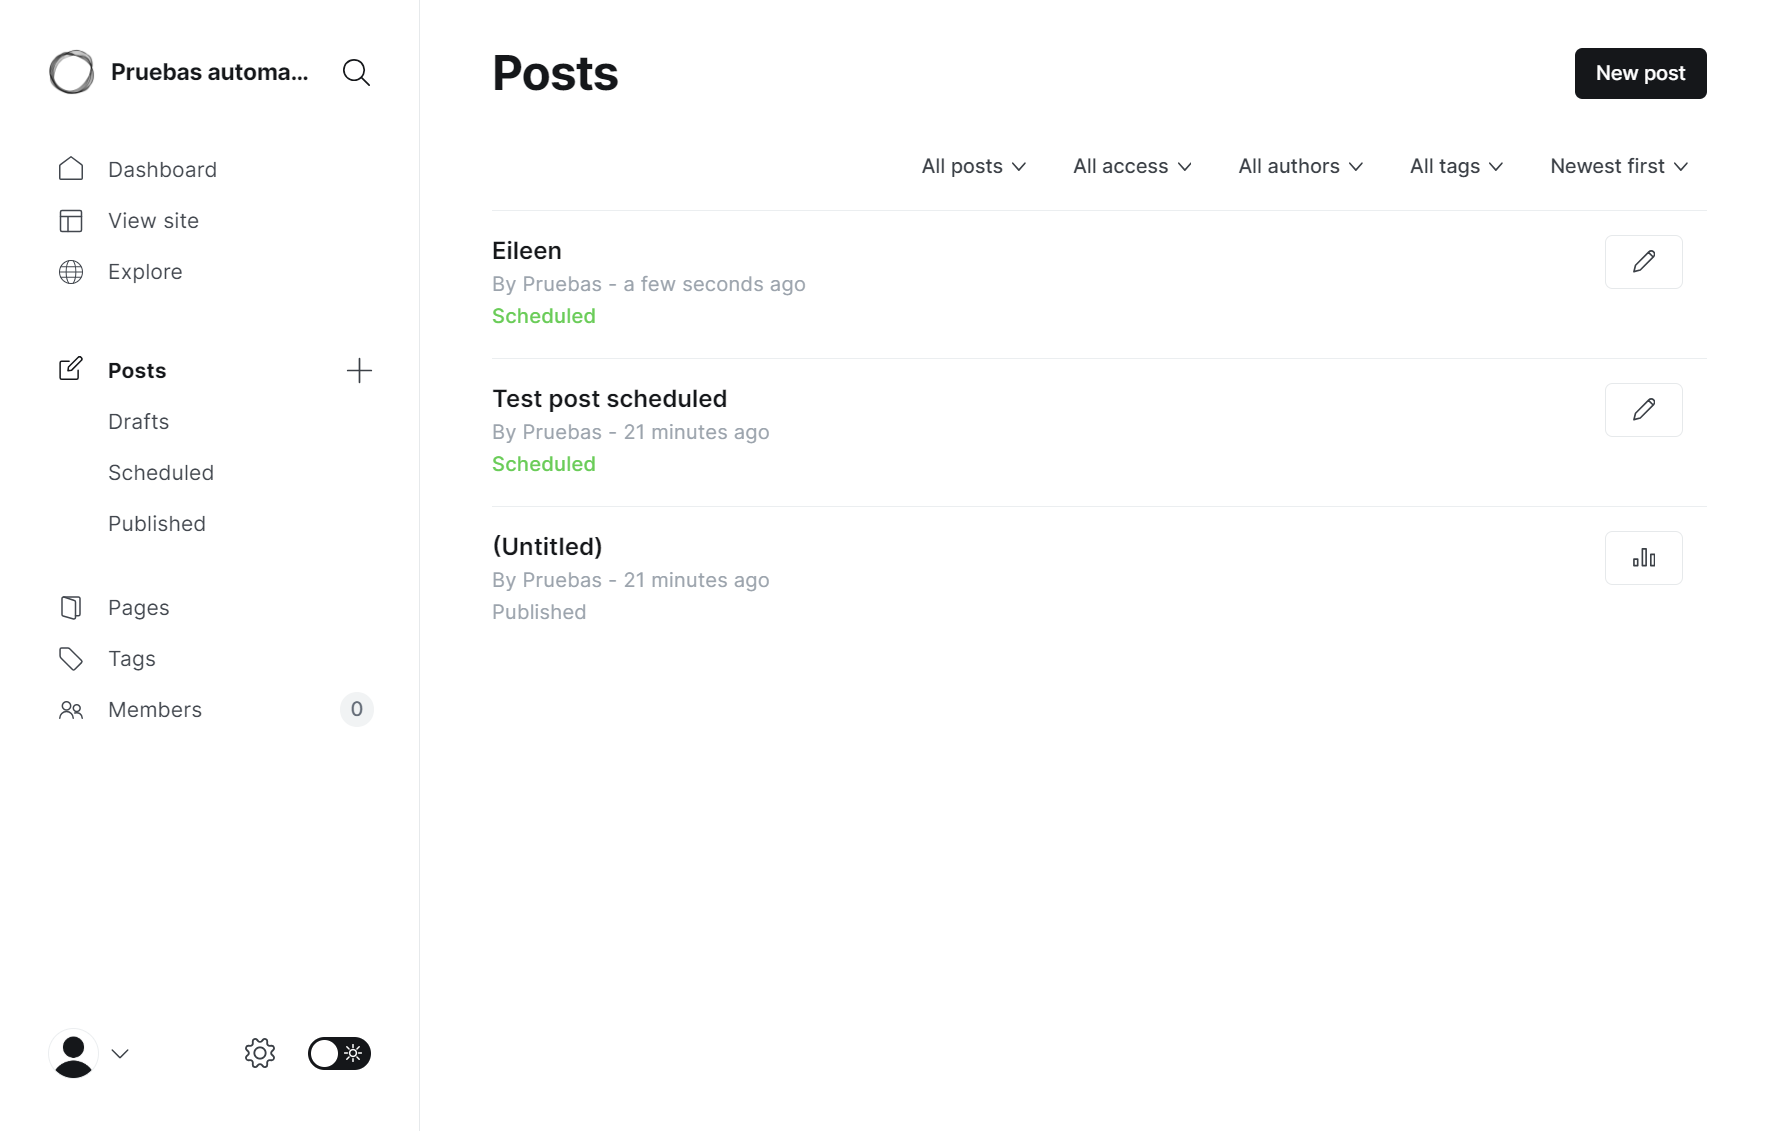 Pruebas automa...
Dashboard
View site
Explore
Posts
Drafts
Scheduled
Published
Pages
Tags
Members 0
Posts
New post
All posts All access All authors All tags Newest first
Eileen
By Pruebas - a few seconds ago
Scheduled
Test post scheduled
By Pruebas - 21 minutes ago
Scheduled
(Untitled)
By Pruebas - 21 minutes ago
Published